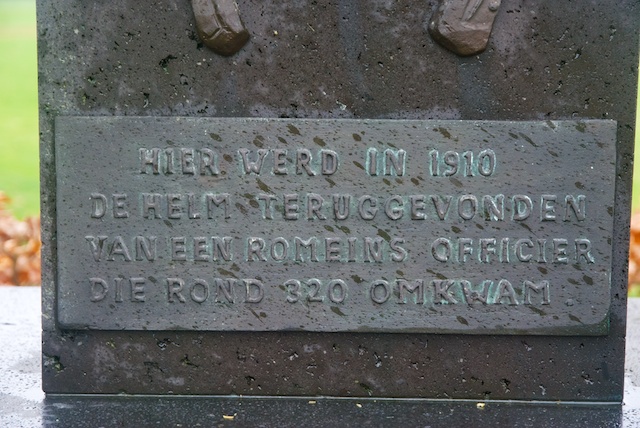 HIER WERD IN 1910
DE HELM TERUGGEVONDEN
VAN EEN ROMEINS OFFICIER
DIE ROND 320 OMKWAM.